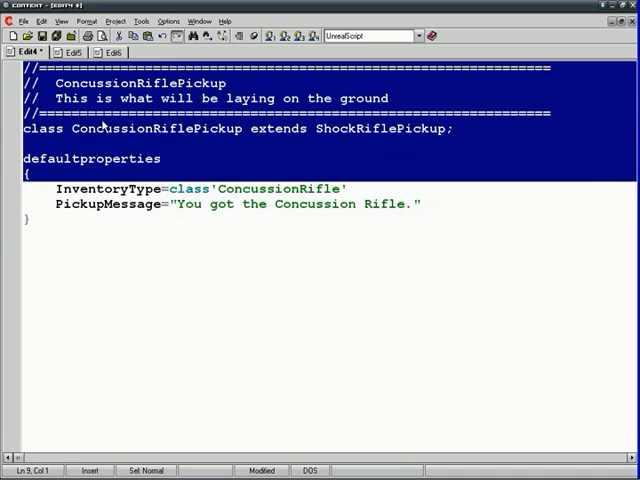 CONTEXT - [EDIT4 *]
File Edit View Format Project Tools Options Window Help
UnrealScript
Edit4 * Edit5 Edit6
//===============================================================
//  ConcussionRiflePickup
//  This is what will be laying on the ground
//===============================================================
class ConcussionRiflePickup extends ShockRiflePickup;
defaultproperties
{
InventoryType=class'ConcussionRifle'
PickupMessage="You got the Concussion Rifle."
}
Ln 9, Col 1 Insert Sel: Normal Modified DOS